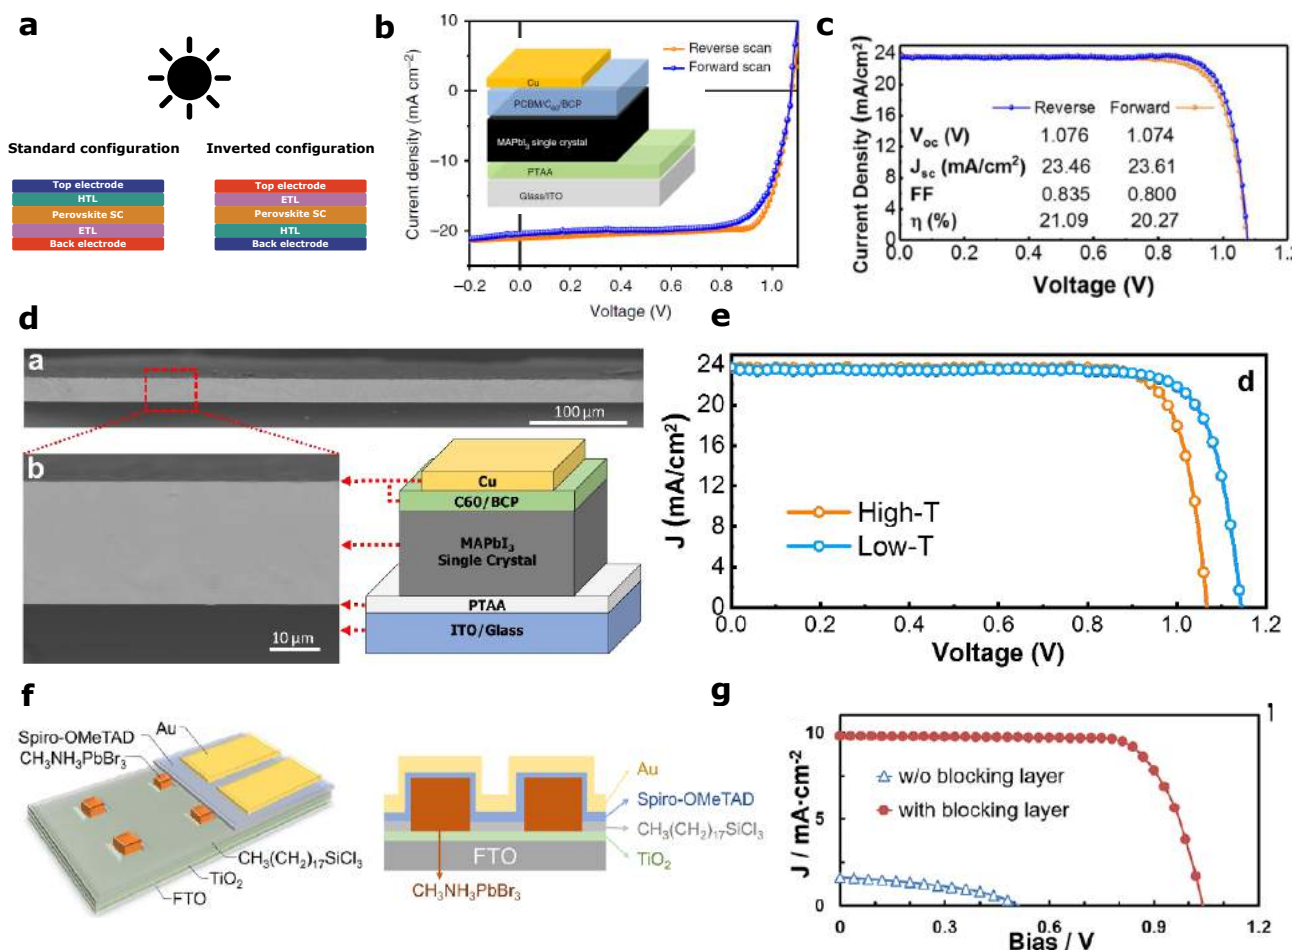 a
Standard configuration
Inverted configuration
Top electrode
HTL
Perovskite SC
ETL
Back electrode
Top electrode
ETL
Perovskite SC
HTL
Back electrode
b
Current density (mA cm⁻²)
10
0
−10
−20
Reverse scan
Forward scan
Cu
PCBM/C₆₀/BCP
MAPbI₃ single crystal
PTAA
Glass/ITO
−0.2
0.0
0.2
0.4
0.6
0.8
1.0
Voltage (V)
c
Current Density (mA/cm²)
24
20
16
12
8
4
0
Reverse Forward
V_oc (V) 1.076 1.074
J_sc (mA/cm²) 23.46 23.61
FF 0.835 0.800
η (%) 21.09 20.27
0.0 0.2 0.4 0.6 0.8 1.0 1.2
Voltage (V)
d
a
100 µm
b
10 µm
Cu
C60/BCP
MAPbI₃
Single Crystal
PTAA
ITO/Glass
e
d
J (mA/cm²)
24
20
16
12
8
4
0
High-T
Low-T
0.0 0.2 0.4 0.6 0.8 1.0 1.2
Voltage (V)
f
Au
Spiro-OMeTAD
CH₃NH₃PbBr₃
CH₃(CH₂)₁₇SiCl₃
TiO₂
FTO
Au
Spiro-OMeTAD
CH₃(CH₂)₁₇SiCl₃
TiO₂
FTO
CH₃NH₃PbBr₃
g
J / mA·cm⁻²
10
5
0
w/o blocking layer
with blocking layer
0 0.3 0.6 0.9 1.2
Bias / V